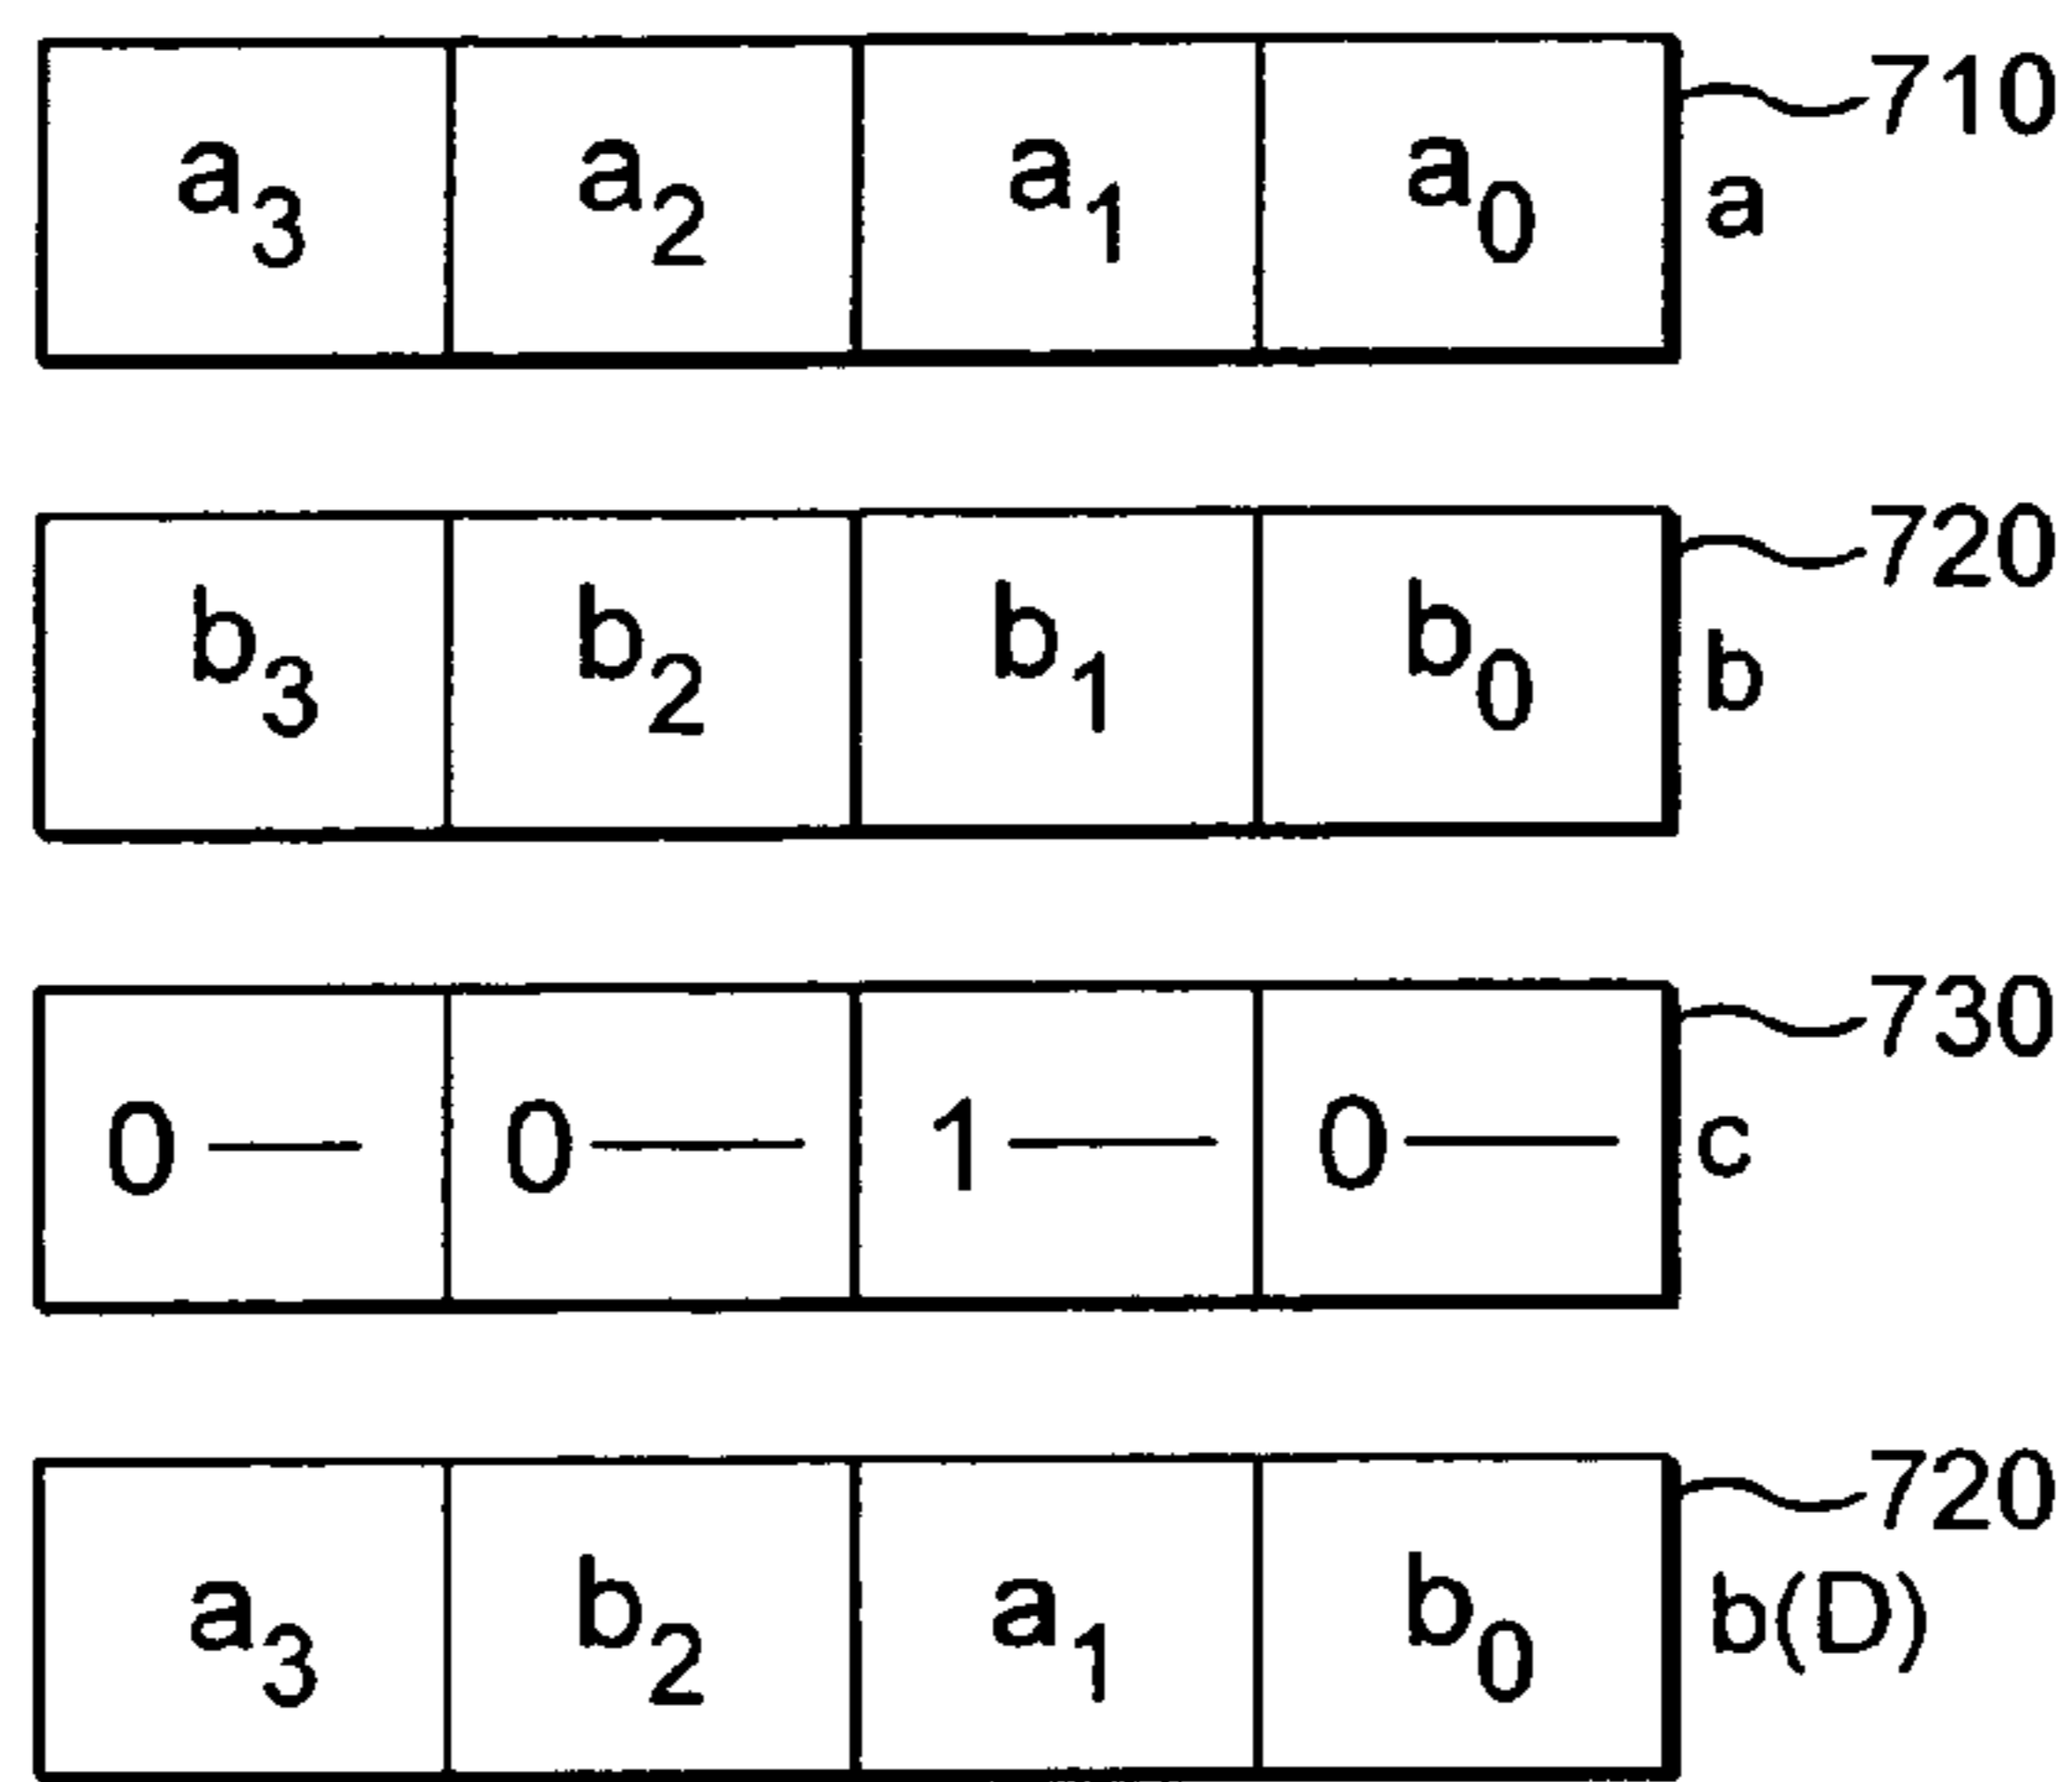 a3 a2 a1 a0 710
a
b3 b2 b1 b0 720
b
0 — 0 — 1 — 0 — 730
c
a3 b2 a1 b0 720
b(D)